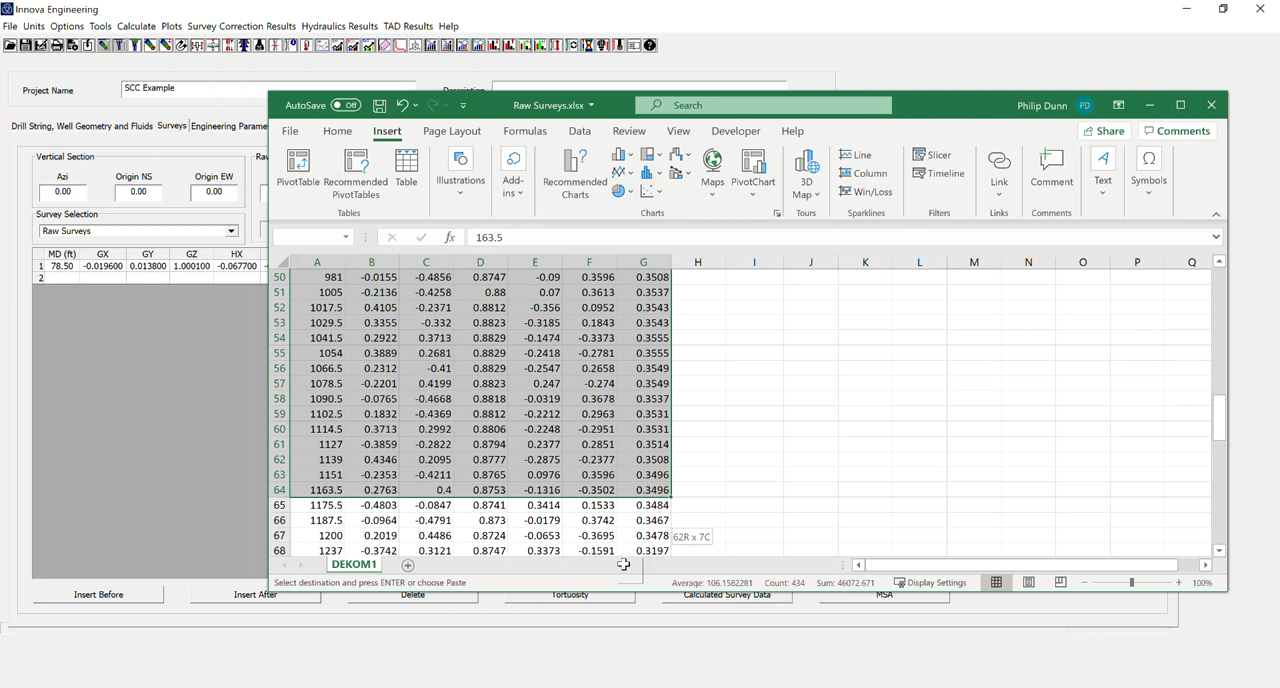 Innova Engineering
File Units Options Tools Calculate Plots Survey Correction Results Hydraulics Results TAD Results Help
Project Name SCC Example Description
Drill String, Well Geometry and Fluids Surveys Engineering Parame
Vertical Section Rav
Azi Origin NS Origin EW
0.00 0.00 0.00
Survey Selection
Raw Surveys
MD (ft) GX GY GZ HX
1 78.50 -0.019600 0.013800 1.000100 -0.067700
2
Insert Before Insert After Delete Tortuosity Calculated Survey Data MSA
AutoSave Off Raw Surveys.xlsx Search Philip Dunn PD
File Home Insert Page Layout Formulas Data Review View Developer Help Share Comments
PivotTable Recommended PivotTables Table Illustrations Add-ins Recommended Charts Maps PivotChart 3D Map Line Column Win/Loss Slicer Timeline Link Comment Text Symbols
Tables Charts Tours Sparklines Filters Links Comments
fx 163.5
A B C D E F G H I J K L M N O P Q
50 981 -0.0155 -0.4856 0.8747 -0.09 0.3596 0.3508
51 1005 -0.2136 -0.4258 0.88 0.07 0.3613 0.3537
52 1017.5 0.4105 -0.2371 0.8812 -0.356 0.0952 0.3543
53 1029.5 0.3355 -0.332 0.8823 -0.3185 0.1843 0.3543
54 1041.5 0.2922 0.3713 0.8829 -0.1474 -0.3373 0.3555
55 1054 0.3889 0.2681 0.8829 -0.2418 -0.2781 0.3555
56 1066.5 0.2312 -0.41 0.8829 -0.2547 0.2658 0.3549
57 1078.5 -0.2201 0.4199 0.8823 0.247 -0.274 0.3549
58 1090.5 -0.0765 -0.4668 0.8818 -0.0319 0.3678 0.3537
59 1102.5 0.1832 -0.4369 0.8812 -0.2212 0.2963 0.3531
60 1114.5 0.3713 0.2992 0.8806 -0.2248 -0.2951 0.3531
61 1127 -0.3859 -0.2822 0.8794 0.2377 0.2851 0.3514
62 1139 0.4346 0.2095 0.8777 -0.2875 -0.2377 0.3508
63 1151 -0.2353 -0.4211 0.8765 0.0976 0.3596 0.3496
64 1163.5 0.2763 0.4 0.8753 -0.1316 -0.3502 0.3496
65 1175.5 -0.4803 -0.0847 0.8741 0.3414 0.1533 0.3484
66 1187.5 -0.0964 -0.4791 0.873 -0.0179 0.3742 0.3467
67 1200 0.2019 0.4486 0.8724 -0.0653 -0.3695 0.3478 62R x 7C
68 1237 -0.3742 0.3121 0.8747 0.3373 -0.1591 0.3197
DEKOM1
Select destination and press ENTER or choose Paste Average: 106.1582281 Count: 434 Sum: 46072.671 Display Settings 100%